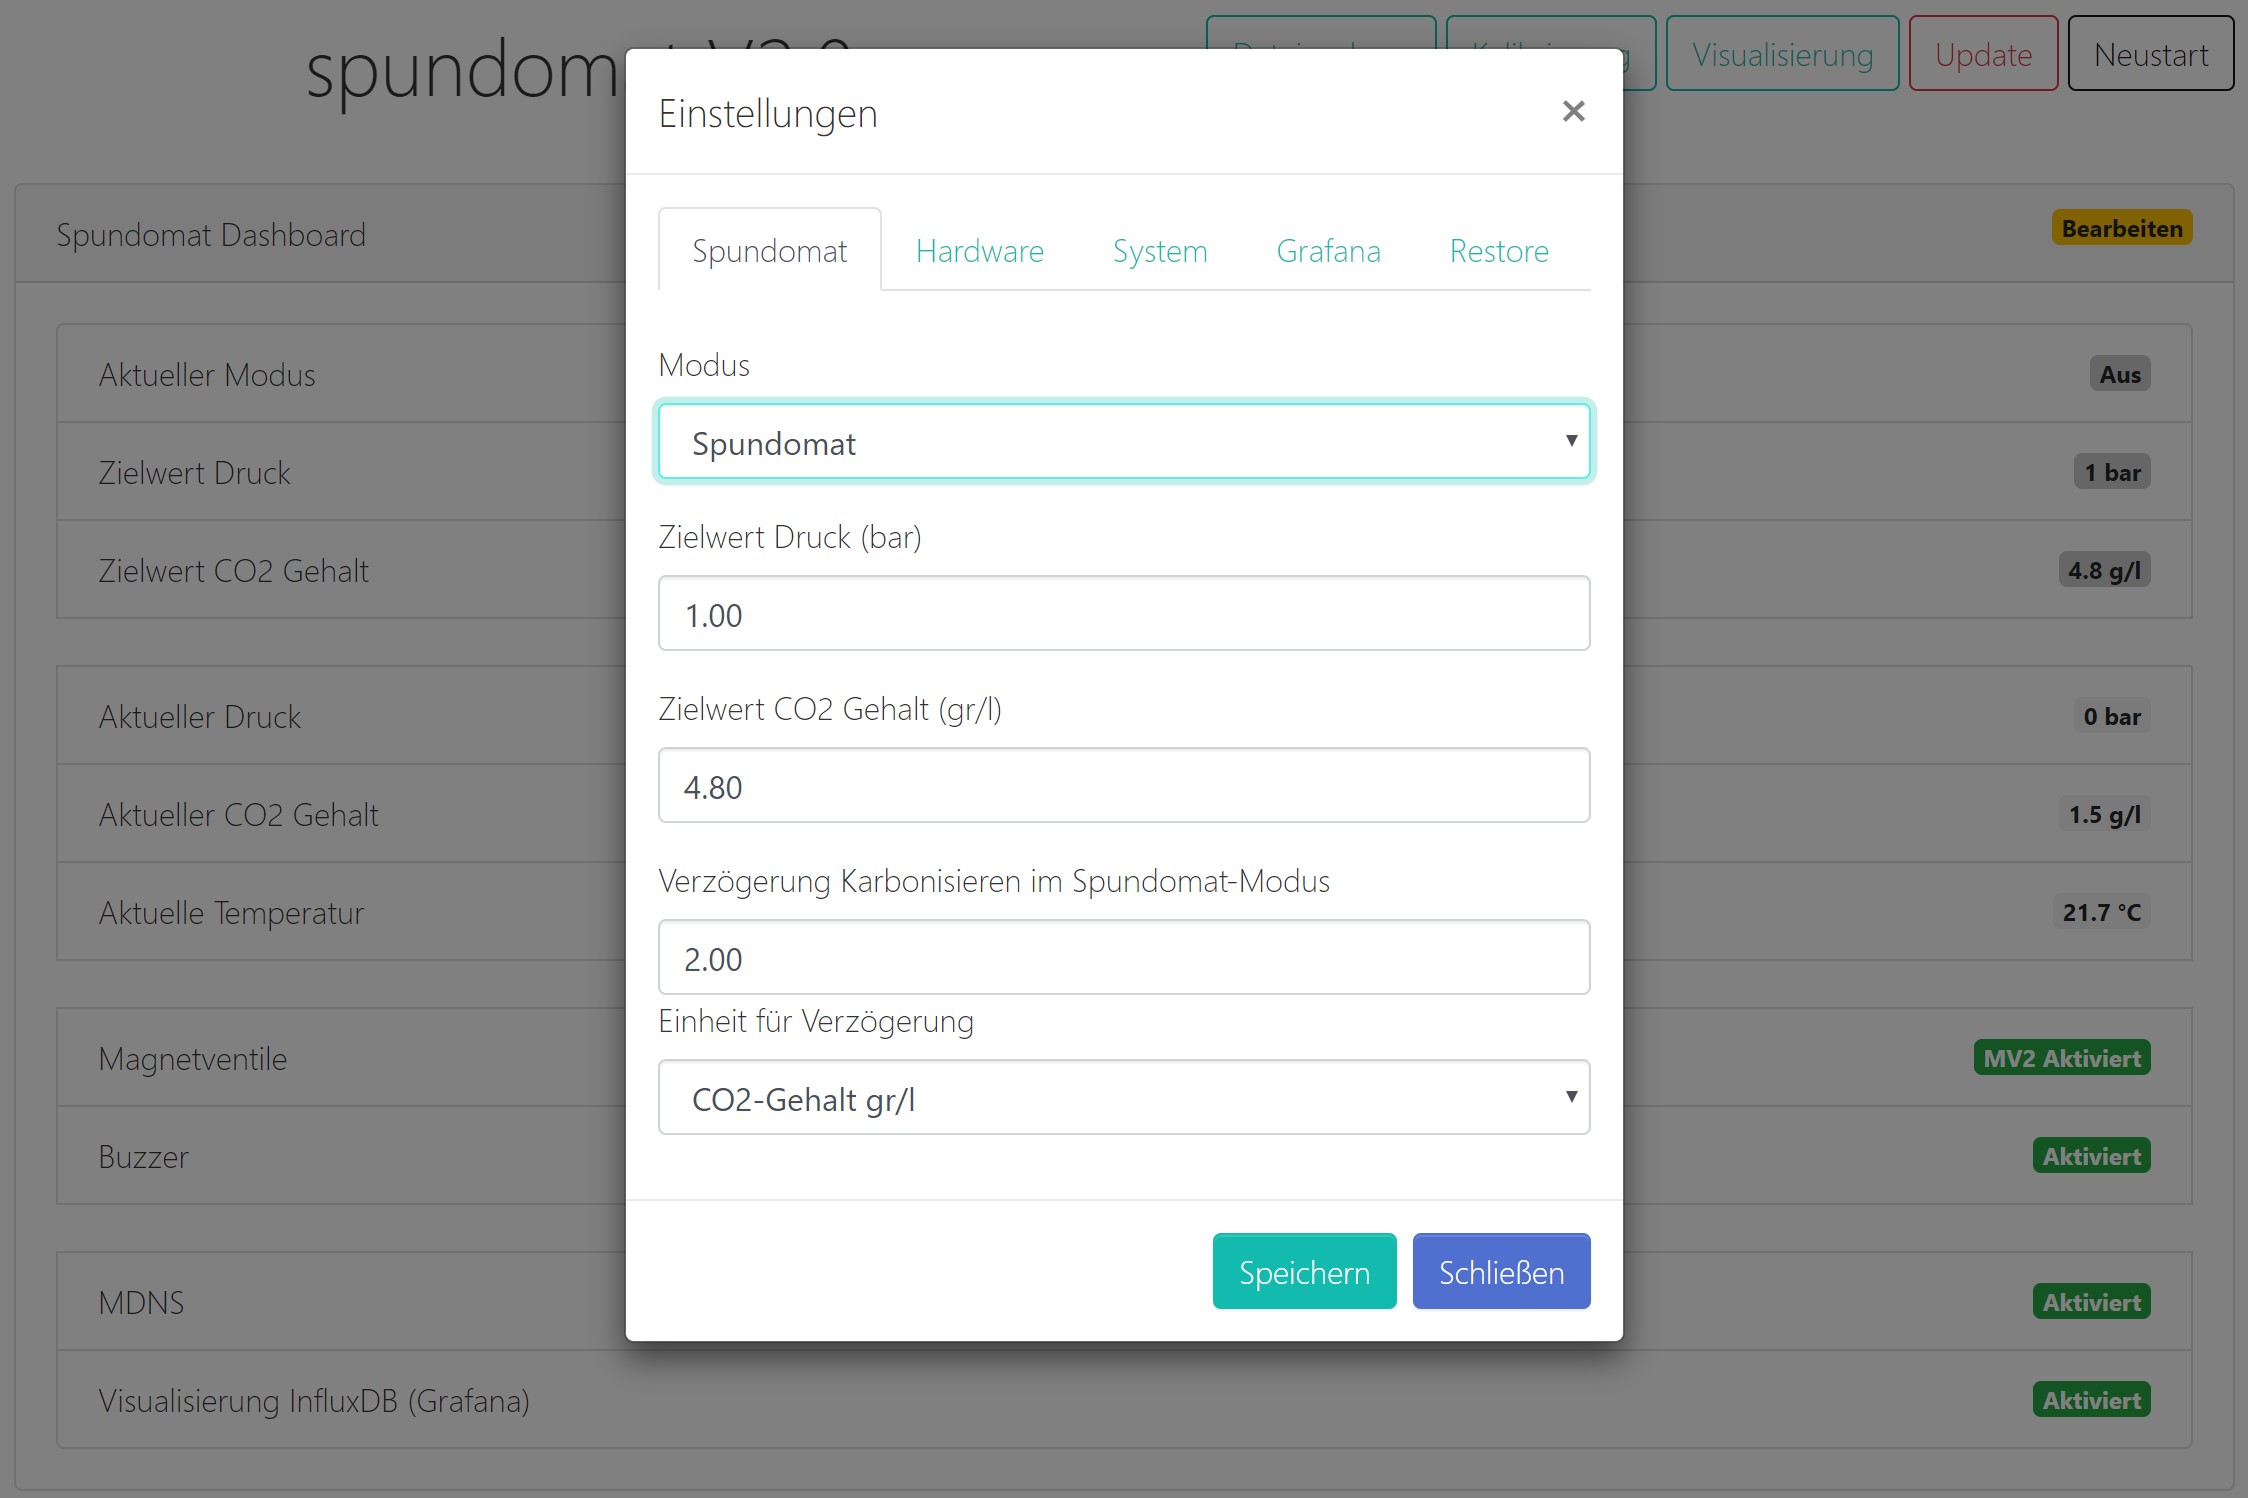 Visualisierung
Update
Neustart
Einstellungen
×
Spundomat Dashboard
Bearbeiten
Spundomat
Hardware
System
Grafana
Restore
Aktueller Modus
Aus
Zielwert Druck
1 bar
Zielwert CO2 Gehalt
4.8 g/l
Aktueller Druck
0 bar
Aktueller CO2 Gehalt
1.5 g/l
Aktuelle Temperatur
21.7 °C
Magnetventile
MV2 Aktiviert
Buzzer
Aktiviert
MDNS
Aktiviert
Visualisierung InfluxDB (Grafana)
Aktiviert
Modus
Spundomat
Zielwert Druck (bar)
1.00
Zielwert CO2 Gehalt (gr/l)
4.80
Verzögerung Karbonisieren im Spundomat-Modus
2.00
Einheit für Verzögerung
CO2-Gehalt gr/l
Speichern
Schließen